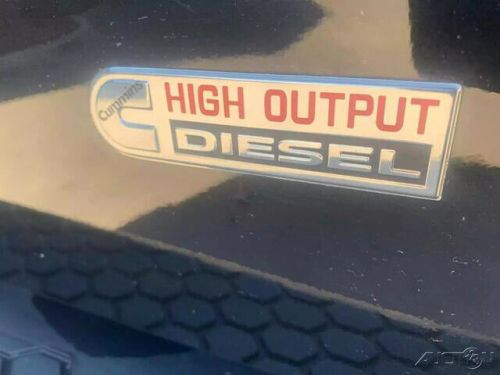 Cummins
HIGH OUTPUT
DIESEL